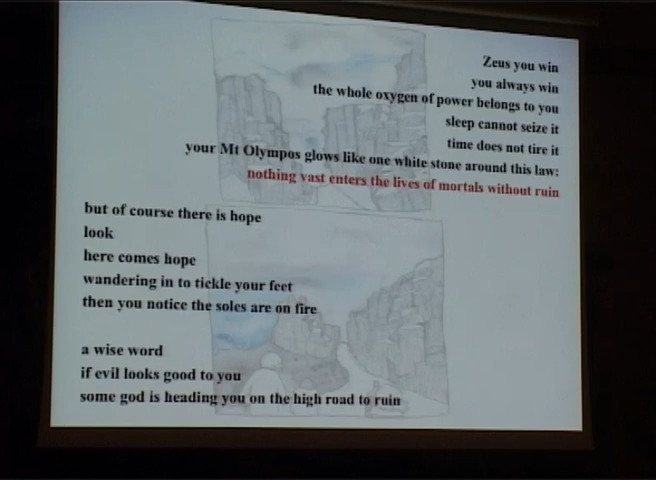 Zeus you win
you always win
the whole oxygen of power belongs to you
sleep cannot seize it
time does not tire it
your Mt Olympos glows like one white stone around this law:
nothing vast enters the lives of mortals without ruin
but of course there is hope
look
here comes hope
wandering in to tickle your feet
then you notice the soles are on fire
a wise word
if evil looks good to you
some god is heading you on the high road to ruin